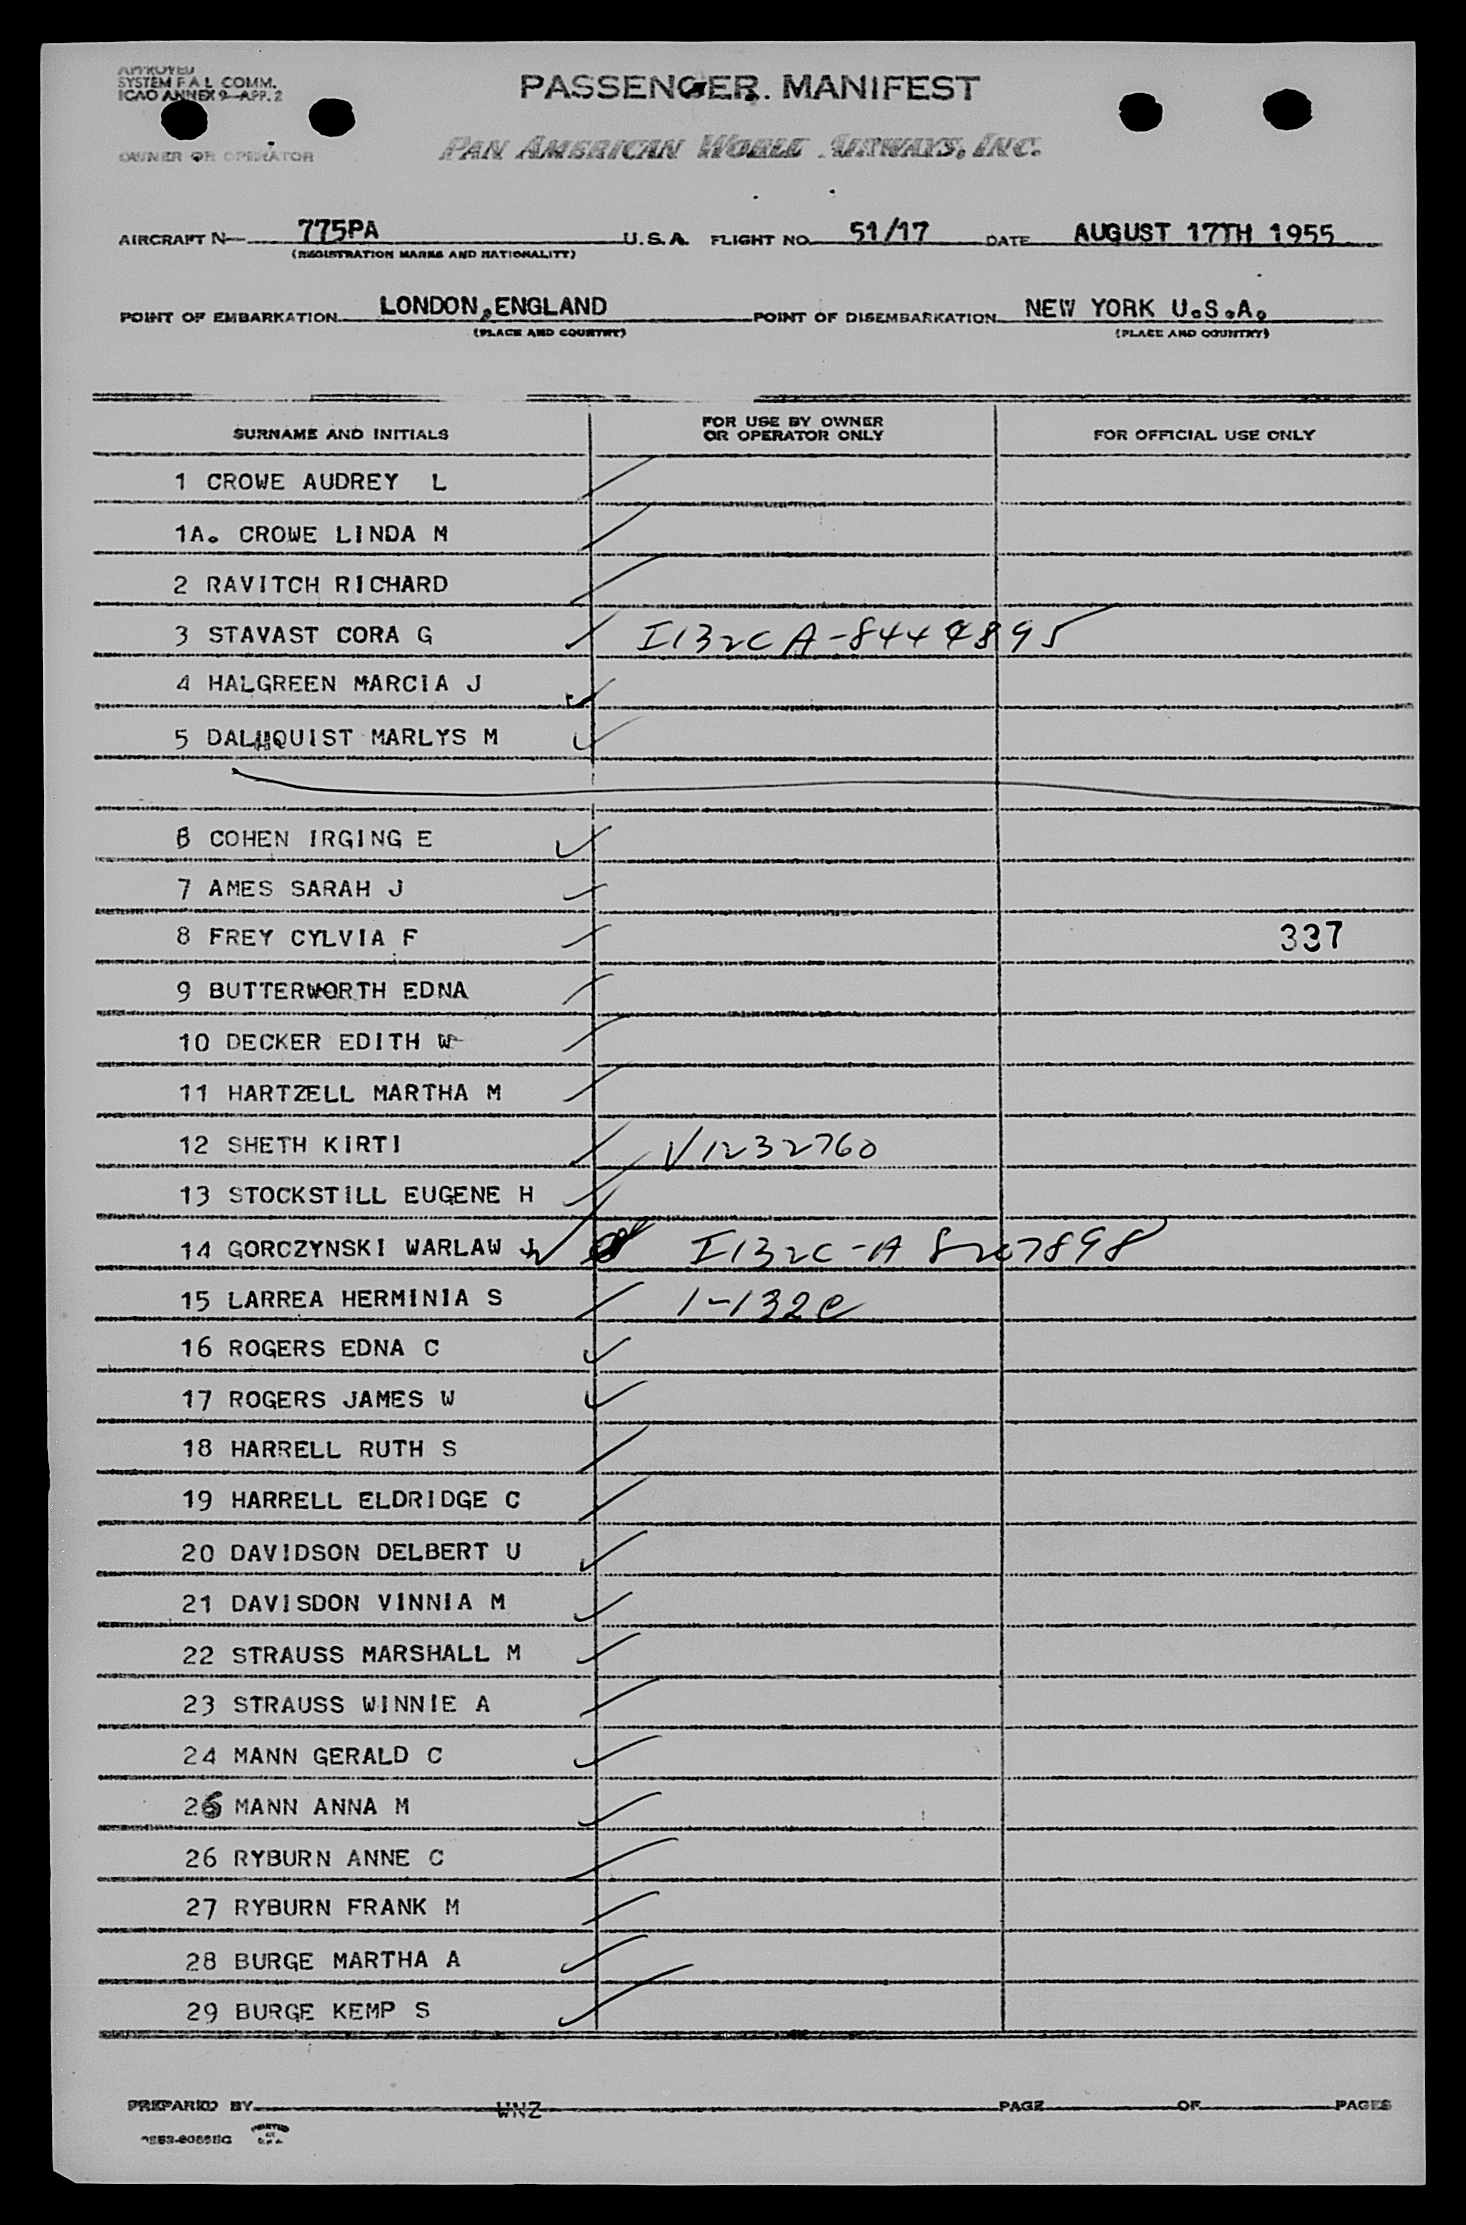 APPROVED
SYSTEM F A L COMM.
ICAO ANNEX 9-APP. 2
PASSENGER MANIFEST
OWNER OR OPERATOR
PAN AMERICAN WORLD AIRWAYS, INC.
AIRCRAFT N- 775PA U.S.A. FLIGHT NO. 51/17 DATE AUGUST 17TH 1955
(REGISTRATION MARKS AND NATIONALITY)
POINT OF EMBARKATION LONDON,ENGLAND POINT OF DISEMBARKATION NEW YORK U.S.A.
(PLACE AND COUNTRY) (PLACE AND COUNTRY)
SURNAME AND INITIALS FOR USE BY OWNER OR OPERATOR ONLY FOR OFFICIAL USE ONLY
1 CROWE AUDREY L
1A. CROWE LINDA M
2 RAVITCH RICHARD
3 STAVAST CORA G I132C A-8444895
4 HALGREEN MARCIA J
5 DALHQUIST MARLYS M
6 COHEN IRGING E
7 AMES SARAH J
8 FREY CYLVIA F 337
9 BUTTERWORTH EDNA
10 DECKER EDITH W
11 HARTZELL MARTHA M
12 SHETH KIRTI V1232760
13 STOCKSTILL EUGENE H
14 GORCZYNSKI WARLAW J I132C-A 8207898
15 LARREA HERMINIA S 1-132C
16 ROGERS EDNA C
17 ROGERS JAMES W
18 HARRELL RUTH S
19 HARRELL ELDRIDGE C
20 DAVIDSON DELBERT U
21 DAVISDON VINNIA M
22 STRAUSS MARSHALL M
23 STRAUSS WINNIE A
24 MANN GERALD C
25 MANN ANNA M
26 RYBURN ANNE C
27 RYBURN FRANK M
28 BURGE MARTHA A
29 BURGE KEMP S
PREPARED BY WNZ PAGE OF PAGES
PRINTED IN U.S.A.